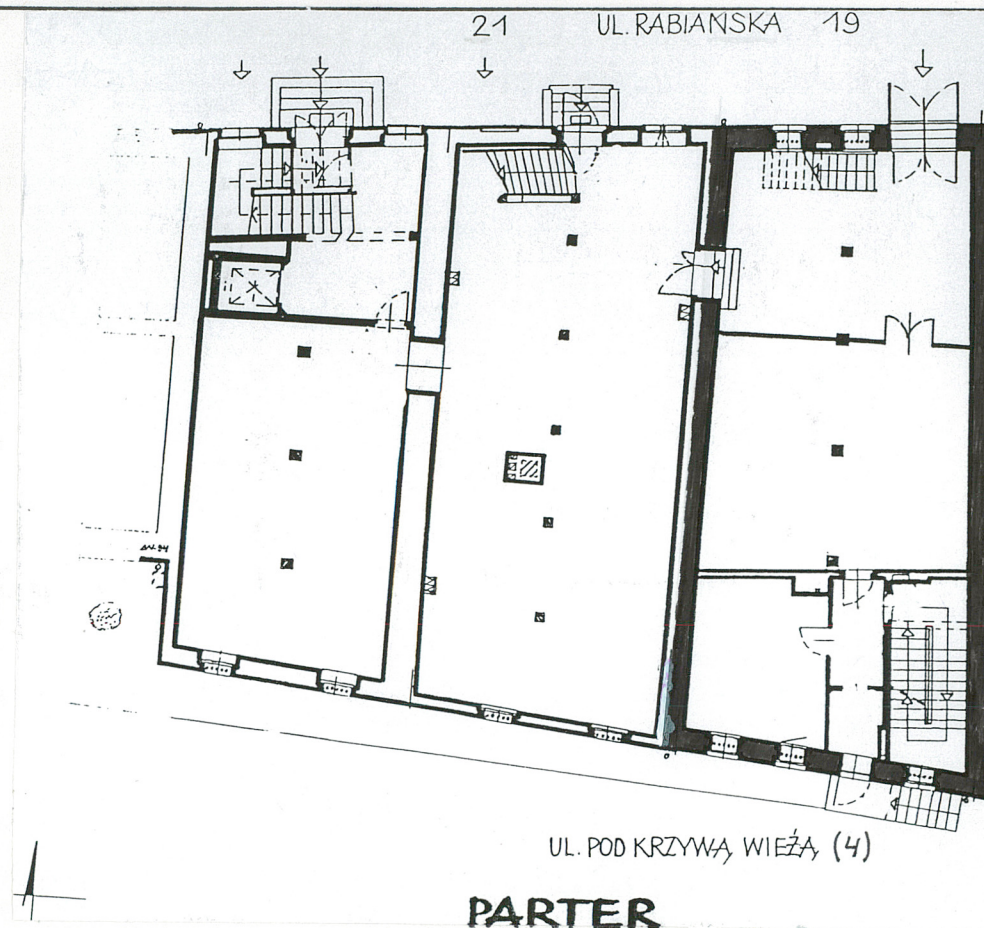 21 UL. RABIAŃSKA 19
UL. POD KRZYWĄ WIEŻĄ (4)
PARTER